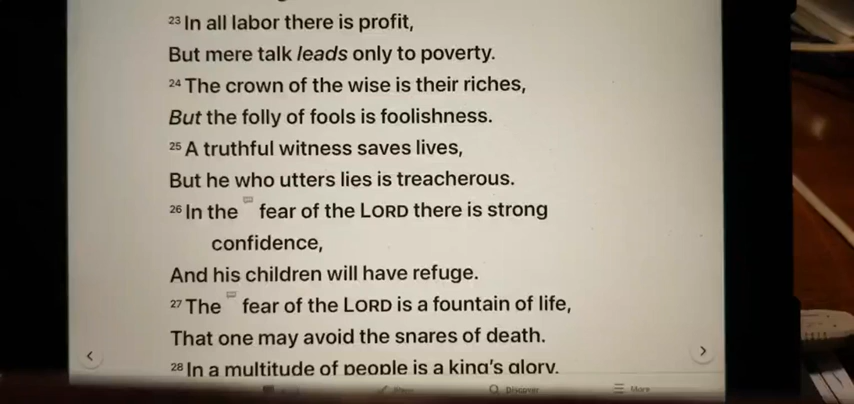 23 In all labor there is profit,
But mere talk leads only to poverty.
24 The crown of the wise is their riches,
But the folly of fools is foolishness.
25 A truthful witness saves lives,
But he who utters lies is treacherous.
26 In the fear of the LORD there is strong
confidence,
And his children will have refuge.
27 The fear of the LORD is a fountain of life,
That one may avoid the snares of death.
28 In a multitude of people is a king's glory,
Discover More